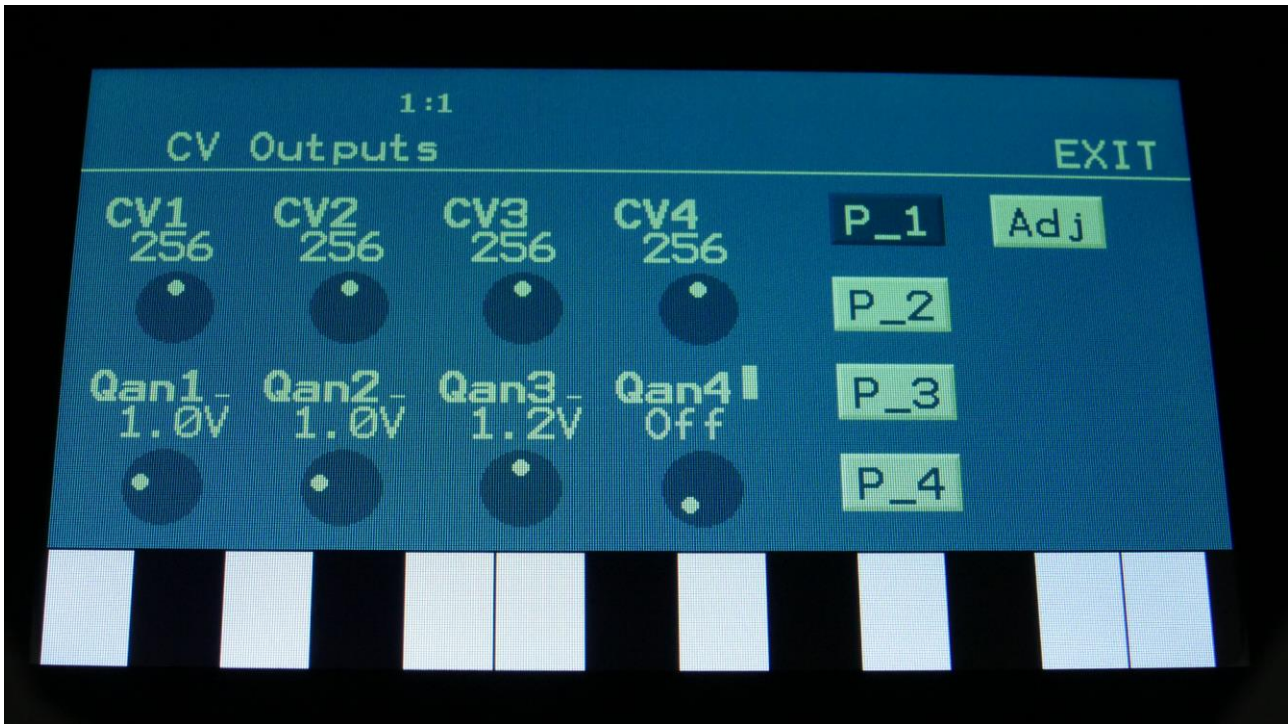 1:1
CV Outputs EXIT
CV1 CV2 CV3 CV4 P_1 Adj
256 256 256 256
P_2
Qan1 Qan2 Qan3 Qan4 P_3
1.0V 1.0V 1.2V Off
P_4